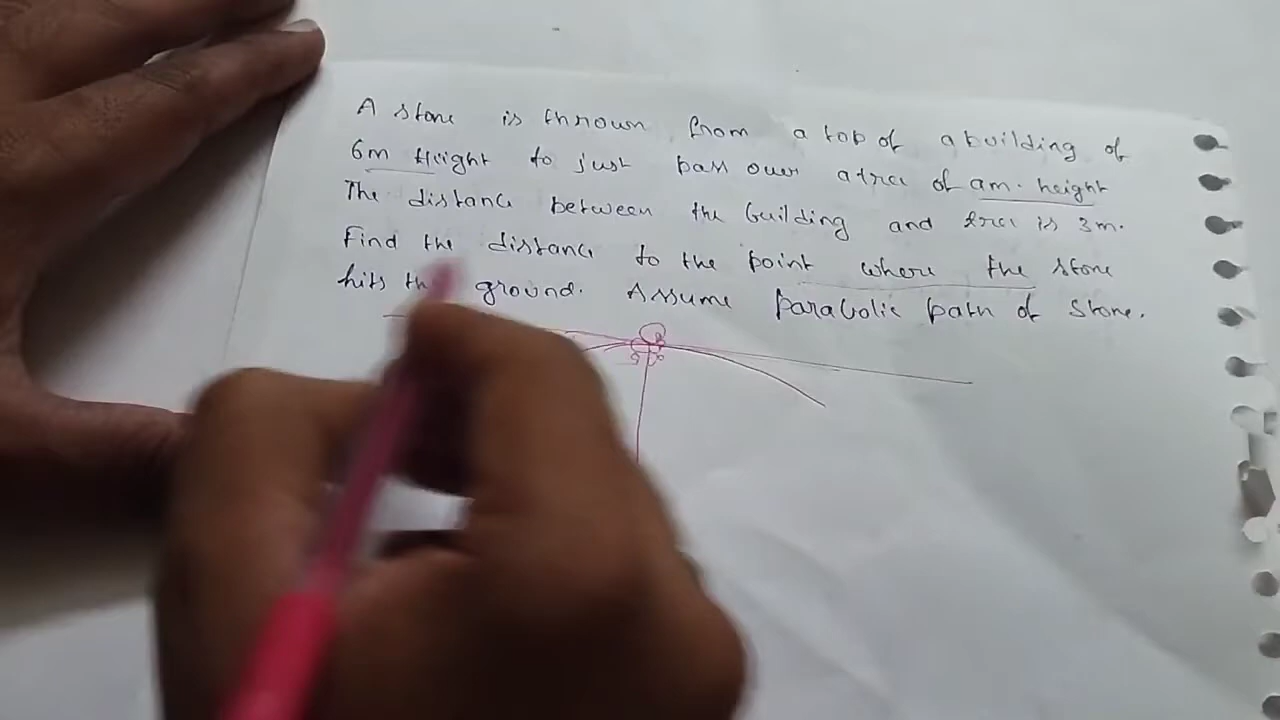 A stone is thrown from a top of a building of
6m Height to just pass over a tree of 9m. height
The distance between the building and tree is 3m.
Find the distance to the point where the stone
hits the ground. Assume parabolic path of stone.